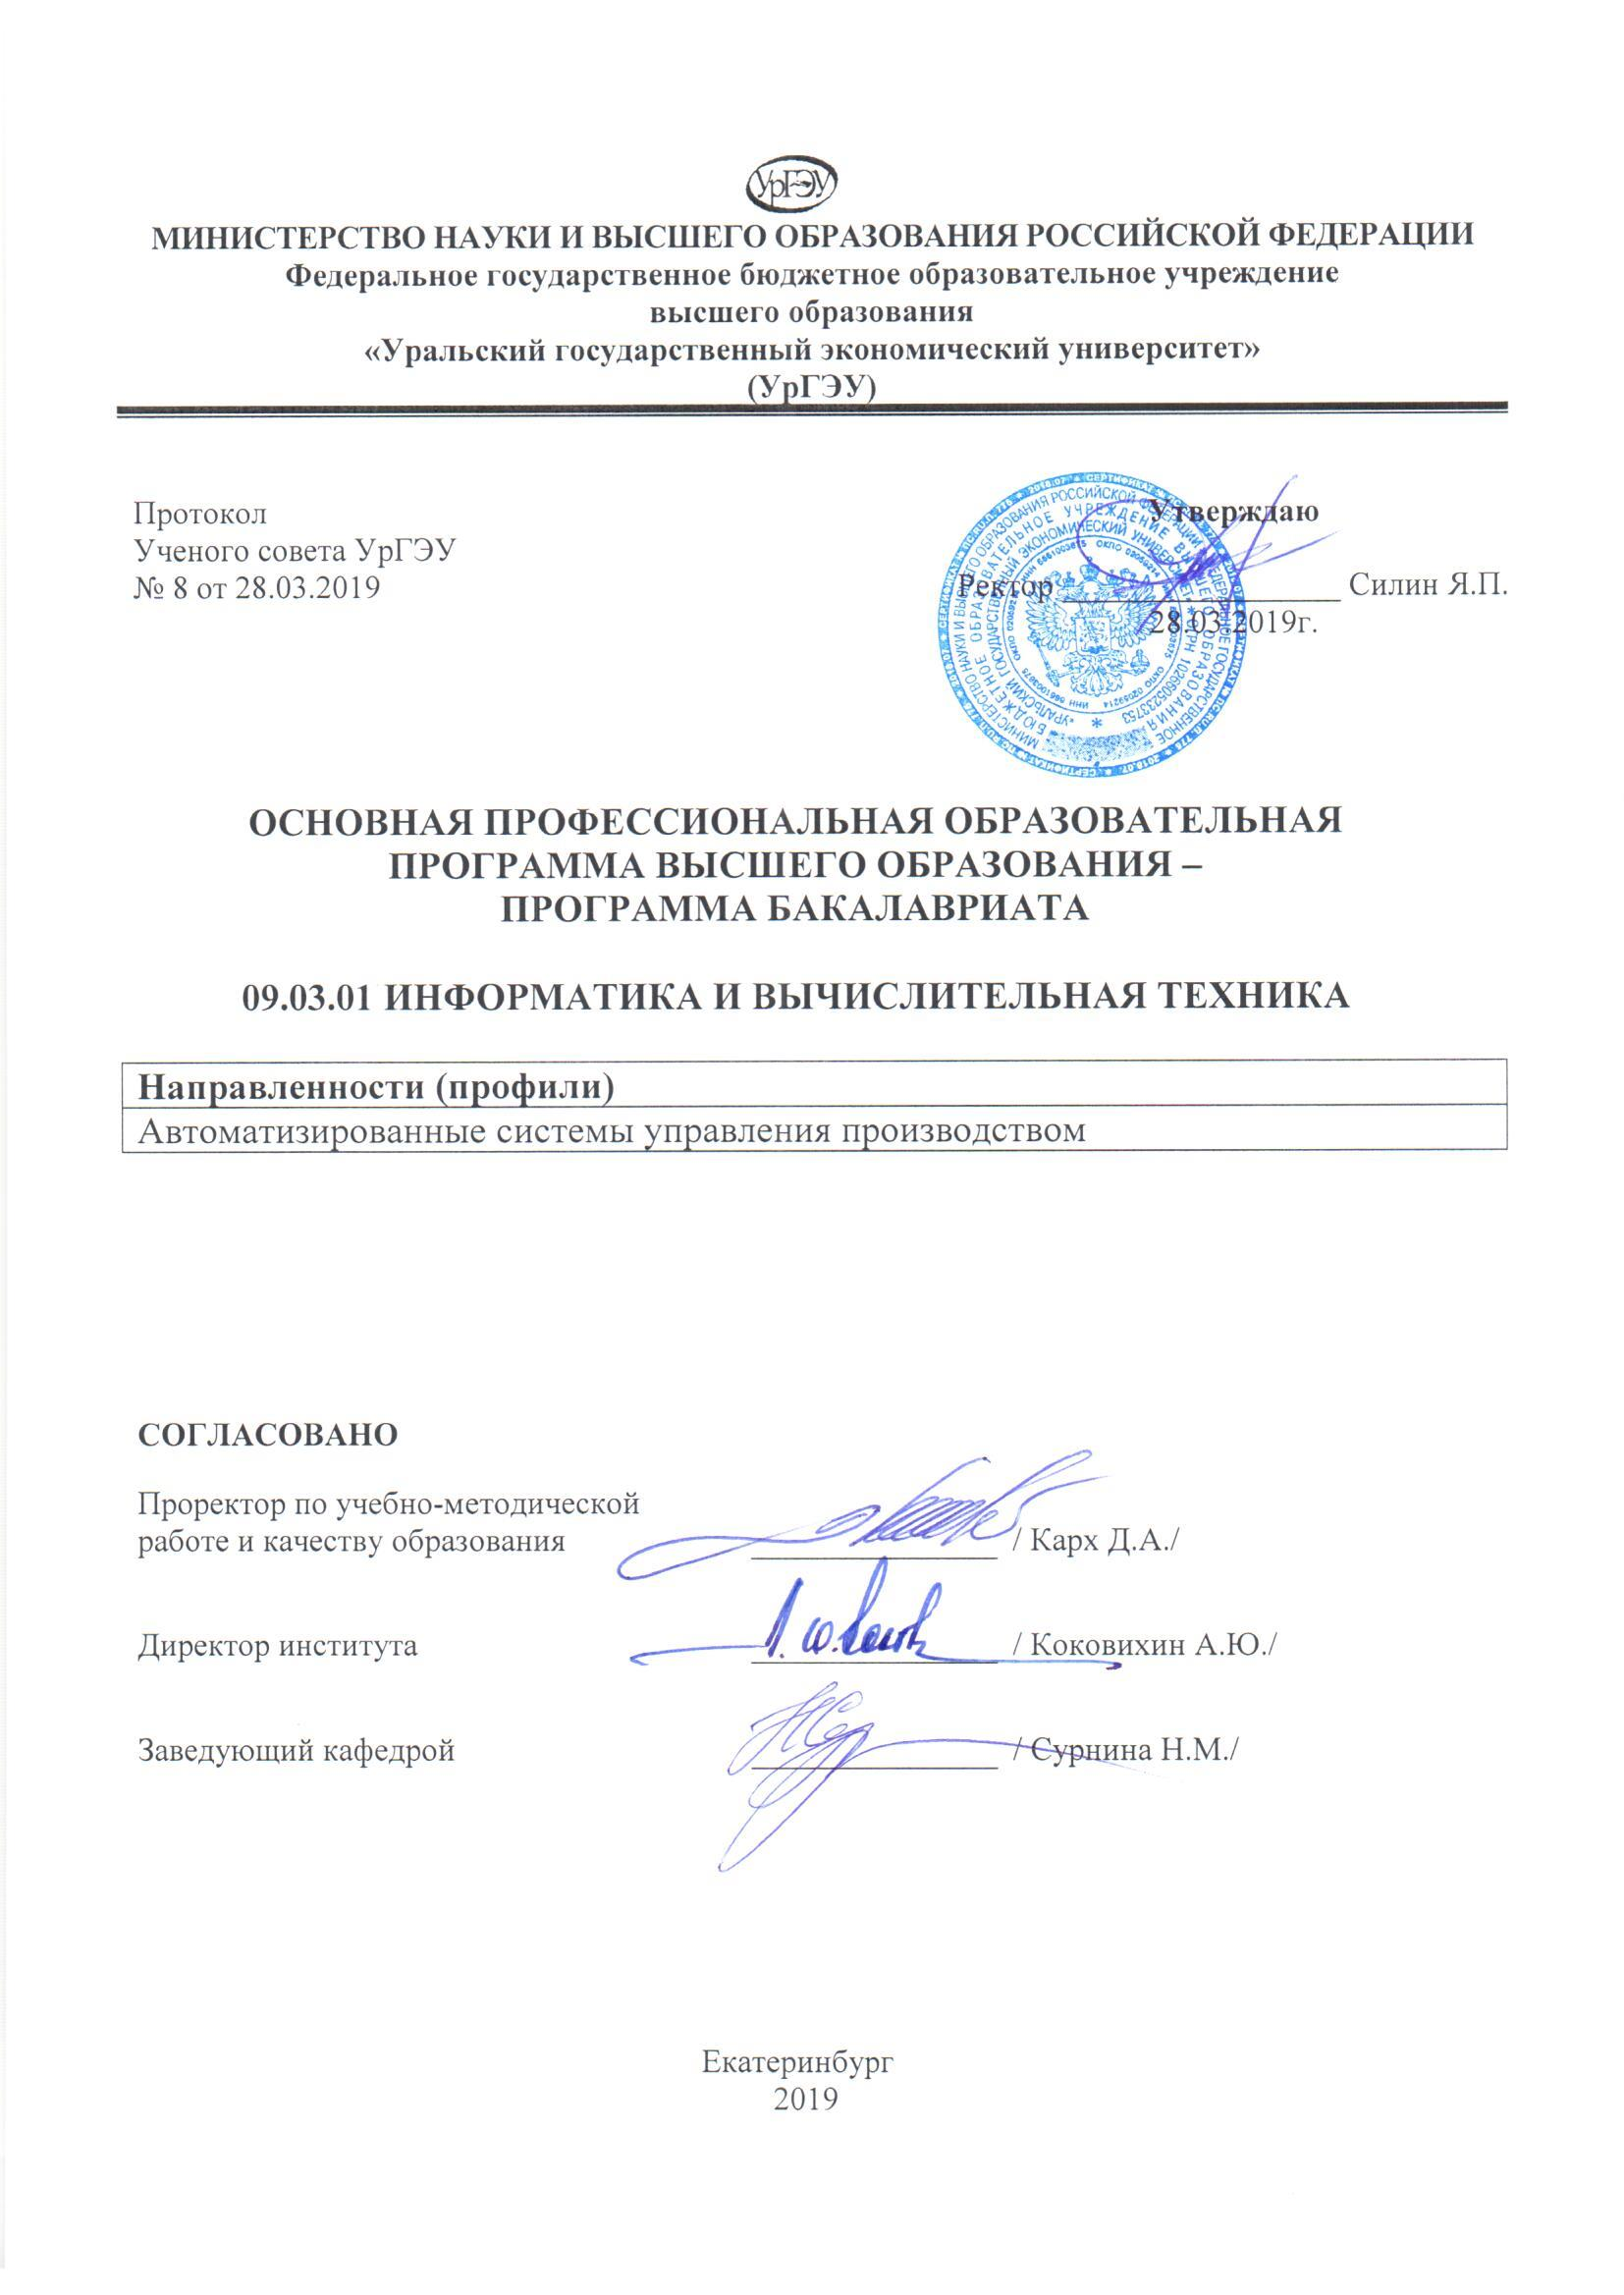 УрГЭУ
МИНИСТЕРСТВО НАУКИ И ВЫСШЕГО ОБРАЗОВАНИЯ РОССИЙСКОЙ ФЕДЕРАЦИИ
Федеральное государственное бюджетное образовательное учреждение
высшего образования
«Уральский государственный экономический университет»
(УрГЭУ)
Протокол
Ученого совета УрГЭУ
№ 8 от 28.03.2019
Утверждаю
Ректор Силин Я.П.
28.03.2019г.
ОСНОВНАЯ ПРОФЕССИОНАЛЬНАЯ ОБРАЗОВАТЕЛЬНАЯ
ПРОГРАММА ВЫСШЕГО ОБРАЗОВАНИЯ –
ПРОГРАММА БАКАЛАВРИАТА
09.03.01 ИНФОРМАТИКА И ВЫЧИСЛИТЕЛЬНАЯ ТЕХНИКА
Направленности (профили)
Автоматизированные системы управления производством
СОГЛАСОВАНО
Проректор по учебно-методической
работе и качеству образования / Карх Д.А./
Директор института / Коковихин А.Ю./
Заведующий кафедрой / Сурнина Н.М./
Екатеринбург
2019